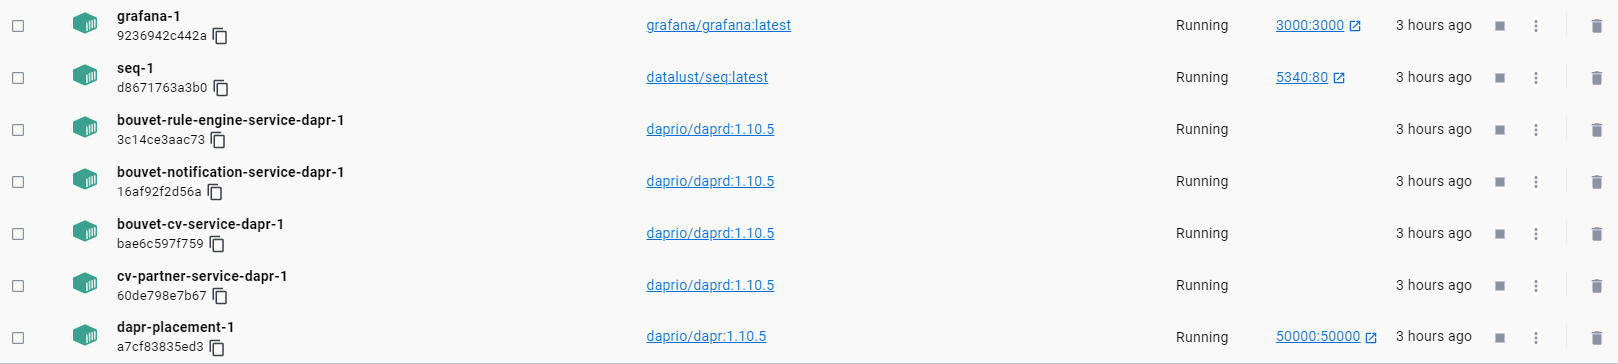 grafana-1
9236942c442a
grafana/grafana:latest
Running
3000:3000
3 hours ago
seq-1
d8671763a3b0
datalust/seq:latest
Running
5340:80
3 hours ago
bouvet-rule-engine-service-dapr-1
3c14ce3aac73
daprio/daprd:1.10.5
Running
3 hours ago
bouvet-notification-service-dapr-1
16af92f2d56a
daprio/daprd:1.10.5
Running
3 hours ago
bouvet-cv-service-dapr-1
bae6c597f759
daprio/daprd:1.10.5
Running
3 hours ago
cv-partner-service-dapr-1
60de798e7b67
daprio/daprd:1.10.5
Running
3 hours ago
dapr-placement-1
a7cf83835ed3
daprio/dapr:1.10.5
Running
50000:50000
3 hours ago